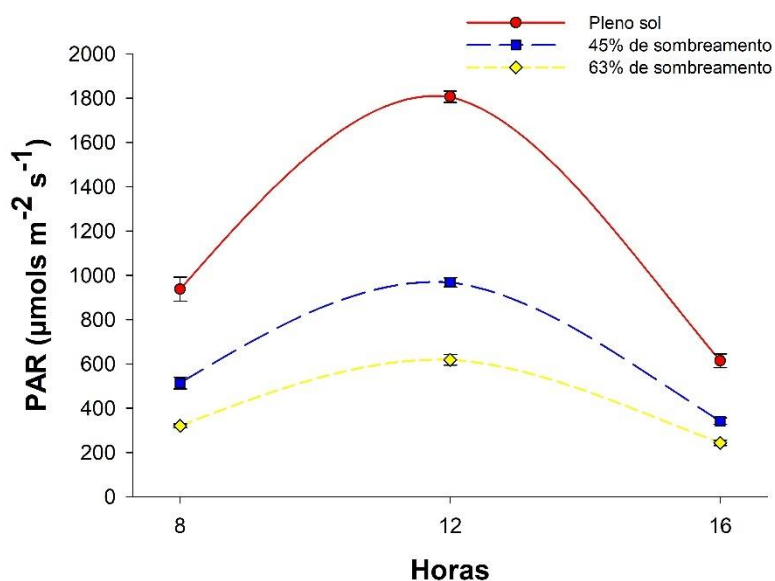 Pleno sol
45% de sombreamento
63% de sombreamento
2000
1800
1600
1400
1200
1000
800
600
400
200
0
PAR (µmols m⁻² s⁻¹)
8
12
16
Horas